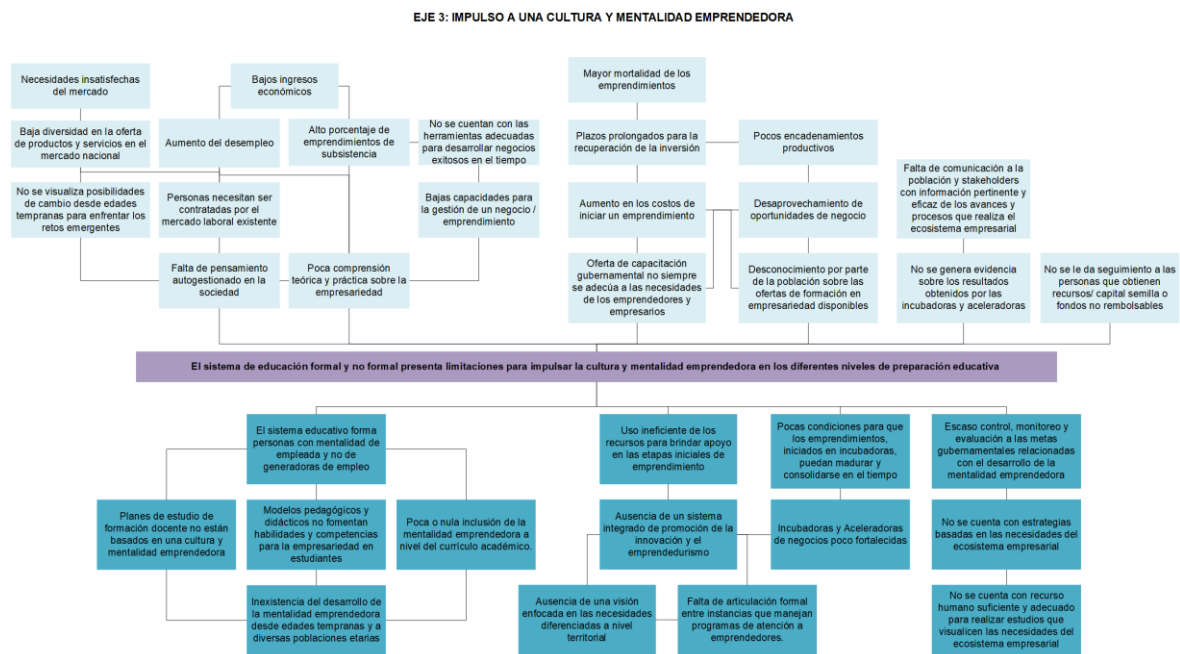 EJE 3: IMPULSO A UNA CULTURA Y MENTALIDAD EMPRENDEDORA
Necesidades insatisfechas
del mercado
Bajos ingresos
económicos
Mayor mortalidad de los
emprendimientos
Baja diversidad en la oferta
de productos y servicios en el
mercado nacional
Aumento del desempleo
Alto porcentaje de
emprendimientos de
subsistencia
No se cuentan con las
herramientas adecuadas
para desarrollar negocios
exitosos en el tiempo
Plazos prolongados para la
recuperación de la inversión
Pocos encadenamientos
productivos
Falta de comunicación a la
población y stakeholders
con información pertinente y
eficaz de los avances y
procesos que realiza el
ecosistema empresarial
No se visualiza posibilidades
de cambio desde edades
tempranas para enfrentar los
retos emergentes
Personas necesitan ser
contratadas por el
mercado laboral existente
Bajas capacidades para
la gestión de un negocio /
emprendimiento
Aumento en los costos de
iniciar un emprendimiento
Desaprovechamiento de
oportunidades de negocio
Falta de pensamiento
autogestionado en la
sociedad
Poca comprensión
teórica y práctica sobre la
empresariedad
Oferta de capacitación
gubernamental no siempre
se adecúa a las necesidades
de los emprendedores y
empresarios
Desconocimiento por parte
de la población sobre las
ofertas de formación en
empresariedad disponibles
No se genera evidencia
sobre los resultados
obtenidos por las
incubadoras y aceleradoras
No se le da seguimiento a las
personas que obtienen
recursos/ capital semilla o
fondos no rembolsables
El sistema de educación formal y no formal presenta limitaciones para impulsar la cultura y mentalidad emprendedora en los diferentes niveles de preparación educativa
El sistema educativo forma
personas con mentalidad de
empleada y no de
generadoras de empleo
Uso ineficiente de los
recursos para brindar apoyo
en las etapas iniciales de
emprendimiento
Pocas condiciones para que
los emprendimientos,
iniciados en incubadoras,
puedan madurar y
consolidarse en el tiempo
Escaso control, monitoreo y
evaluación a las metas
gubernamentales relacionadas
con el desarrollo de la
mentalidad emprendedora
Planes de estudio de
formación docente no están
basados en una cultura y
mentalidad emprendedora
Modelos pedagógicos y
didácticos no fomentan
habilidades y competencias
para la empresariedad en
estudiantes
Poca o nula inclusión de la
mentalidad emprendedora a
nivel del currículo académico.
Ausencia de un sistema
integrado de promoción de la
innovación y el
emprendedurismo
Incubadoras y Aceleradoras
de negocios poco fortalecidas
No se cuenta con estrategias
basadas en las necesidades del
ecosistema empresarial
Inexistencia del desarrollo de
la mentalidad emprendedora
desde edades tempranas y a
diversas poblaciones etarias
Ausencia de una visión
enfocada en las necesidades
diferenciadas a nivel
territorial
Falta de articulación formal
entre instancias que manejan
programas de atención a
emprendedores.
No se cuenta con recurso
humano suficiente y adecuado
para realizar estudios que
visualicen las necesidades del
ecosistema empresarial